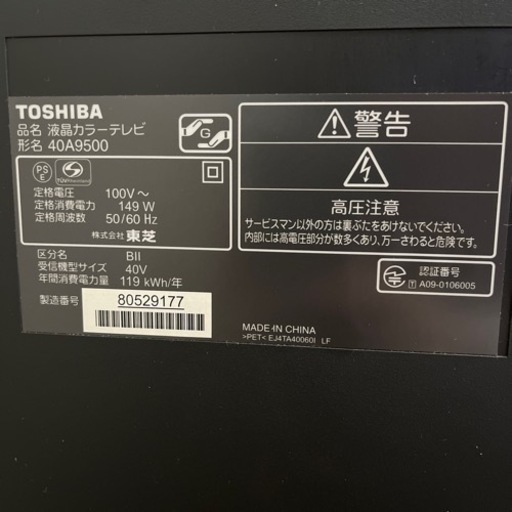 TOSHIBA
品名 液晶カラーテレビ
形名 40A9500
G
PS
E
S
定格電圧 100V～
定格消費電力 149 W
定格周波数 50/60 Hz
株式会社 東芝
区分名 BII
受信機型サイズ 40V
年間消費電力量 119 kWh/年
製造番号 80529177
警告
高圧注意
サービスマン以外の方は裏ぶたをあけないでください。
内部には高電圧部分が数多くあり、万一さわると危険です。
認証番号
T A09-0106005
MADE IN CHINA
>PET< EJ4TA40060I LF